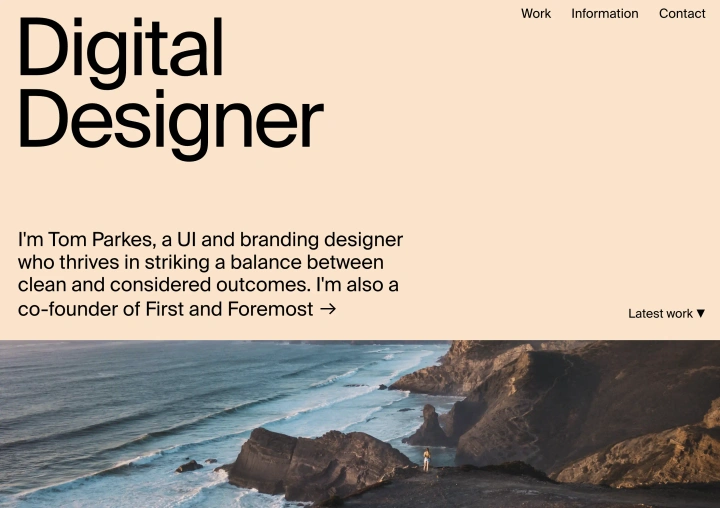 Work Information Contact
Digital
Designer
I'm Tom Parkes, a UI and branding designer
who thrives in striking a balance between
clean and considered outcomes. I'm also a
co-founder of First and Foremost →
Latest work ▼